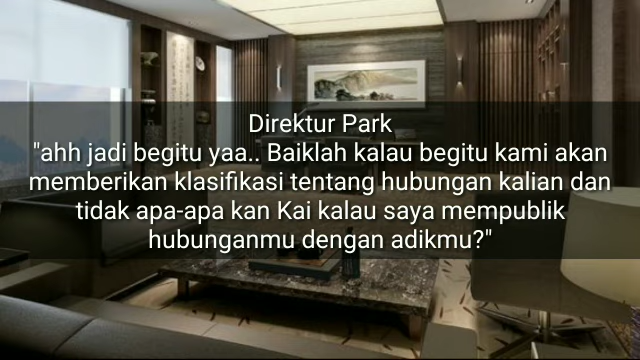 Direktur Park
"ahh jadi begitu yaa.. Baiklah kalau begitu kami akan
memberikan klasifikasi tentang hubungan kalian dan
tidak apa-apa kan Kai kalau saya mempublik
hubunganmu dengan adikmu?"